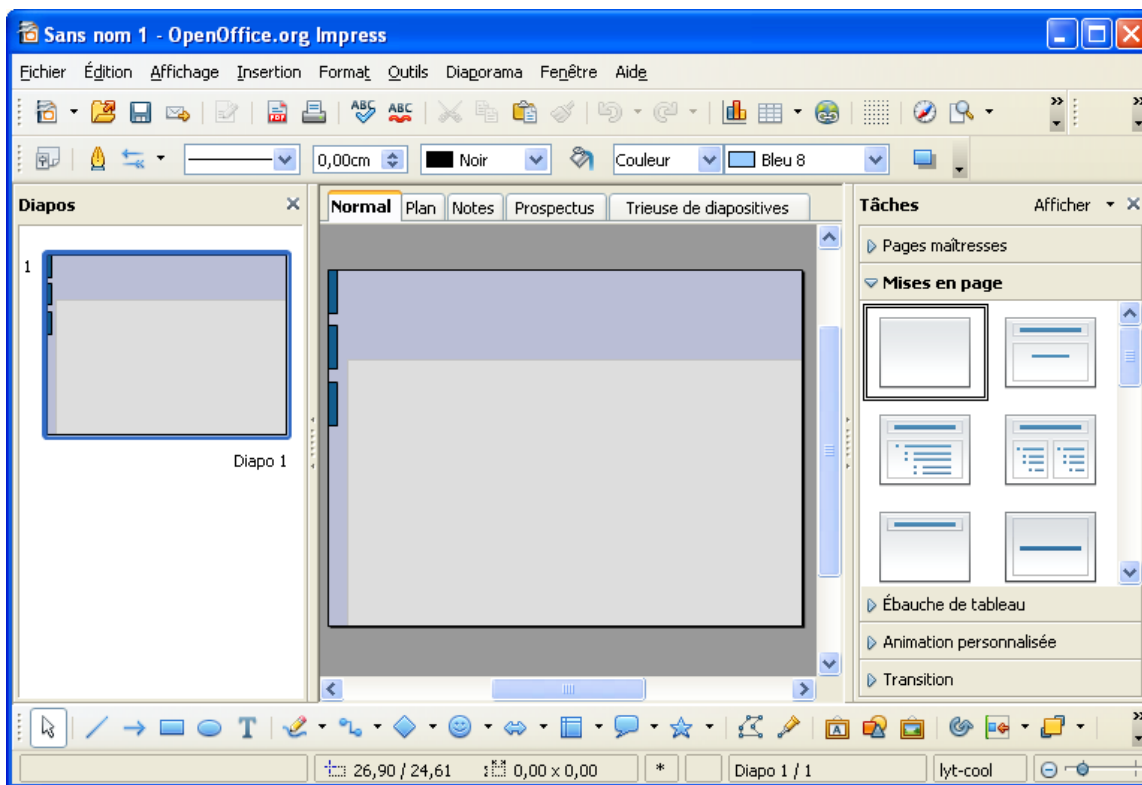 Sans nom 1 - OpenOffice.org Impress
Fichier Édition Affichage Insertion Format Outils Diaporama Fenêtre Aide
PDF ABC ABC
0,00cm Noir Couleur Bleu 8
Diapos
1
Diapo 1
Normal Plan Notes Prospectus Trieuse de diapositives
Tâches Afficher
Pages maîtresses
Mises en page
Ébauche de tableau
Animation personnalisée
Transition
T A
26,90 / 24,61 0,00 x 0,00 * Diapo 1 / 1 lyt-cool